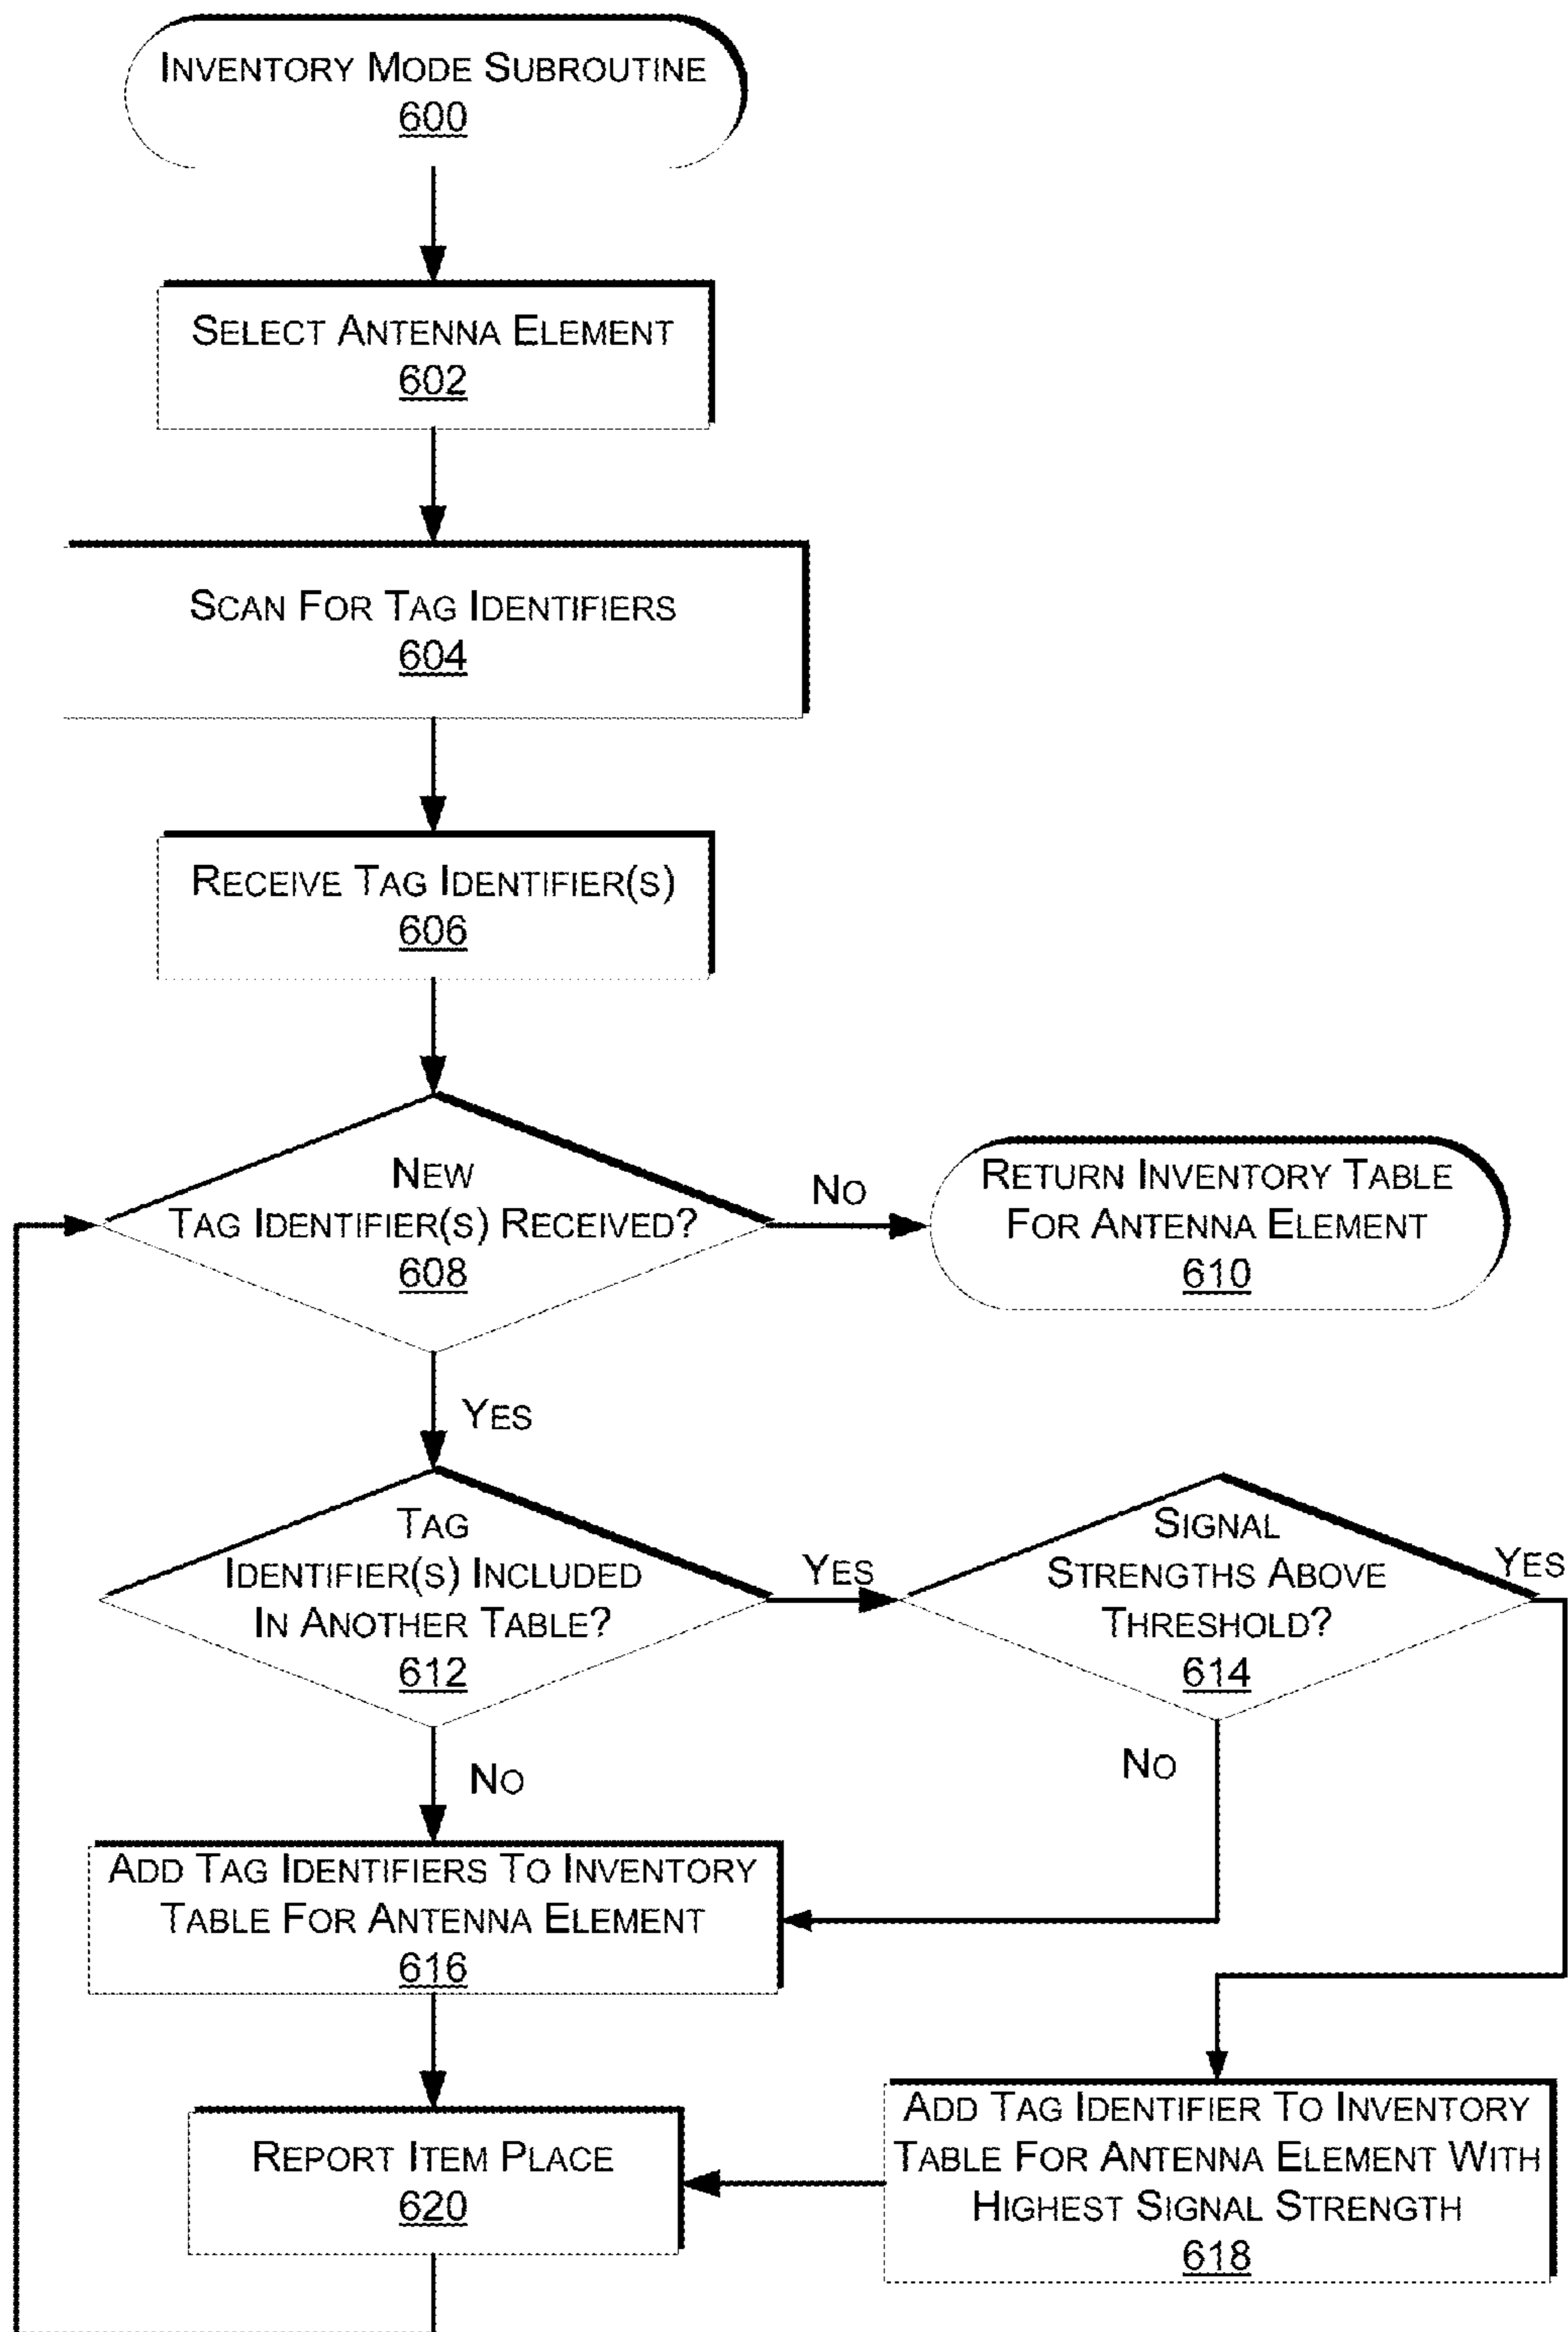 INVENTORY MODE SUBROUTINE
600
SELECT ANTENNA ELEMENT
602
SCAN FOR TAG IDENTIFIERS
604
RECEIVE TAG IDENTIFIER(S)
606
NEW
TAG IDENTIFIER(S) RECEIVED?
608
NO
RETURN INVENTORY TABLE
FOR ANTENNA ELEMENT
610
YES
TAG
IDENTIFIER(S) INCLUDED
IN ANOTHER TABLE?
612
YES
SIGNAL
STRENGTHS ABOVE
THRESHOLD?
614
YES
NO
NO
ADD TAG IDENTIFIERS TO INVENTORY
TABLE FOR ANTENNA ELEMENT
616
REPORT ITEM PLACE
620
ADD TAG IDENTIFIER TO INVENTORY
TABLE FOR ANTENNA ELEMENT WITH
HIGHEST SIGNAL STRENGTH
618